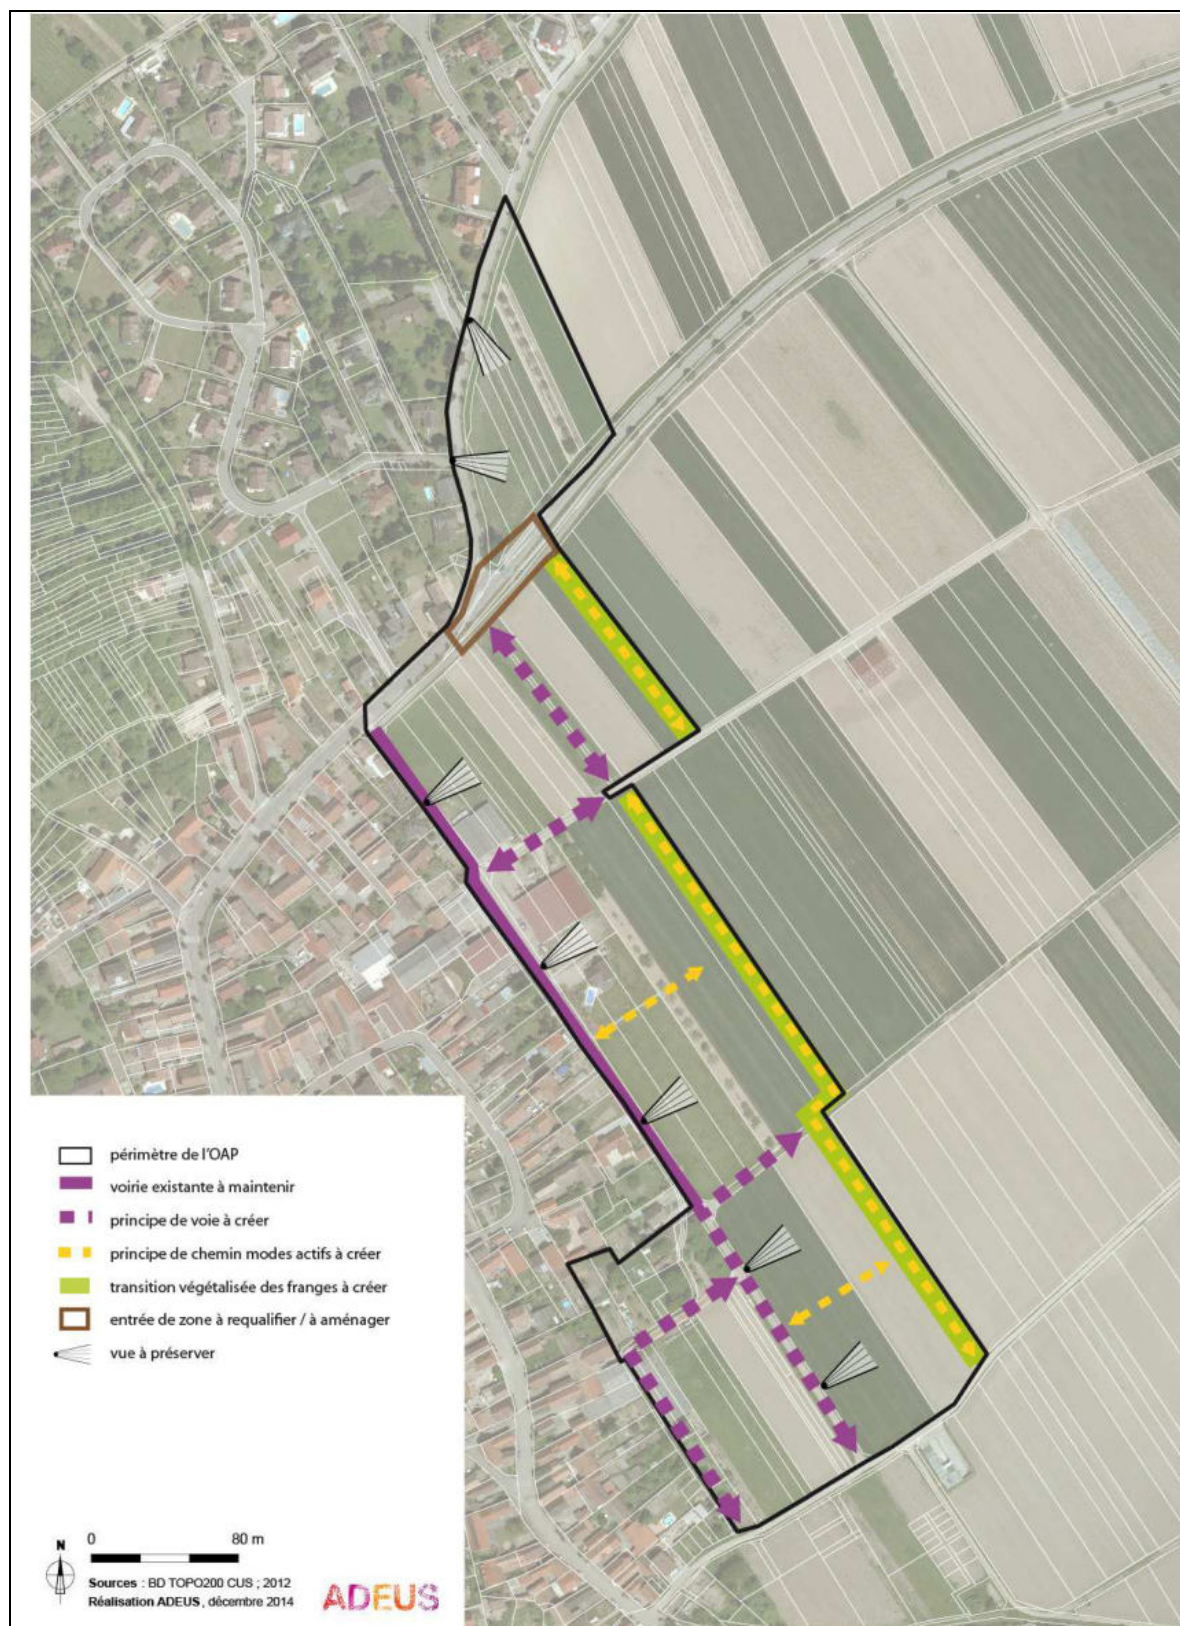 périmètre de l'OAP
voirie existante à maintenir
principe de voie à créer
principe de chemin modes actifs à créer
transition végétalisée des franges à créer
entrée de zone à requalifier / à aménager
vue à préserver
N
0 80 m
Sources : BD TOPO200 CUS ; 2012
Réalisation ADEUS, décembre 2014
ADEUS